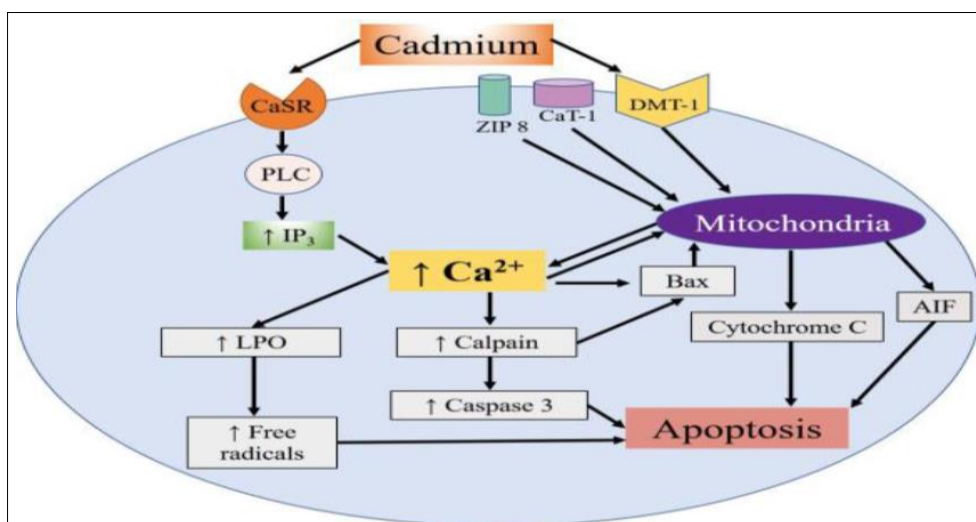 Cadmium
CaSR
ZIP 8
CaT-1
DMT-1
PLC
↑ IP₃
Mitochondria
↑ Ca²⁺
Bax
AIF
↑ LPO
↑ Calpain
Cytochrome C
↑ Caspase 3
↑ Free
radicals
Apoptosis